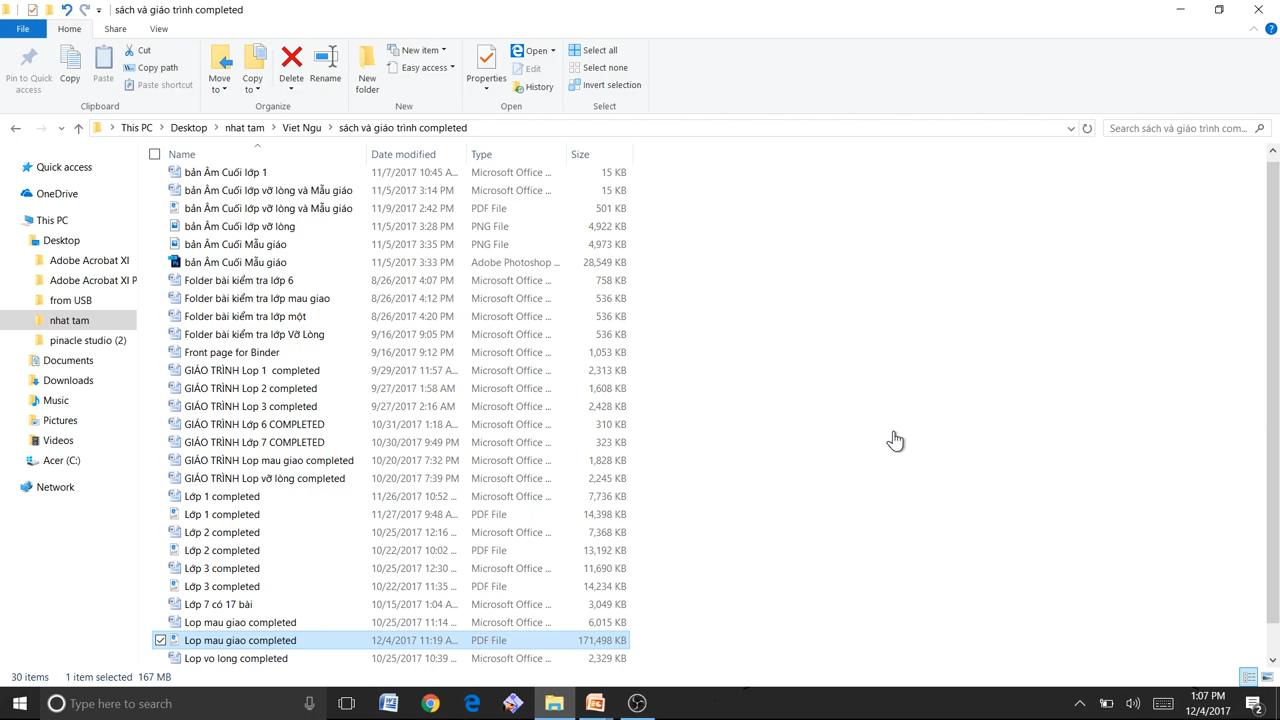 sách và giáo trình completed
File Home Share View
Pin to Quick access
Copy
Paste
Cut
Copy path
Paste shortcut
Clipboard
Move to
Copy to
Delete
Rename
Organize
New folder
New item
Easy access
New
Properties
Open
Edit
History
Open
Select all
Select none
Invert selection
Select
This PC > Desktop > nhat tam > Viet Ngu > sách và giáo trình completed
Search sách và giáo trình com...
Quick access
OneDrive
This PC
Desktop
Adobe Acrobat XI
Adobe Acrobat XI P
from USB
nhat tam
pinacle studio (2)
Documents
Downloads
Music
Pictures
Videos
Acer (C:)
Network
Name Date modified Type Size
bản Âm Cuối lớp 1 11/7/2017 10:45 A... Microsoft Office ... 15 KB
bản Âm Cuối lớp vỡ lòng và Mẫu giáo 11/5/2017 3:14 PM Microsoft Office ... 15 KB
bản Âm Cuối lớp vỡ lòng và Mẫu giáo 11/9/2017 2:42 PM PDF File 501 KB
bản Âm Cuối lớp vỡ lòng 11/5/2017 3:28 PM PNG File 4,922 KB
bản Âm Cuối Mẫu giáo 11/5/2017 3:35 PM PNG File 4,973 KB
bản Âm Cuối Mẫu giáo 11/5/2017 3:33 PM Adobe Photoshop ... 28,549 KB
Folder bài kiểm tra lớp 6 8/26/2017 4:07 PM Microsoft Office ... 758 KB
Folder bài kiểm tra lớp mau giao 8/26/2017 4:12 PM Microsoft Office ... 536 KB
Folder bài kiểm tra lớp một 8/26/2017 4:20 PM Microsoft Office ... 536 KB
Folder bài kiểm tra lớp Vỡ Lòng 9/16/2017 9:05 PM Microsoft Office ... 536 KB
Front page for Binder 9/16/2017 9:12 PM Microsoft Office ... 1,053 KB
GIÁO TRÌNH Lop 1 completed 9/29/2017 11:57 A... Microsoft Office ... 2,313 KB
GIÁO TRÌNH Lop 2 completed 9/27/2017 1:58 AM Microsoft Office ... 1,608 KB
GIÁO TRÌNH Lop 3 completed 9/27/2017 2:16 AM Microsoft Office ... 2,428 KB
GIÁO TRÌNH Lớp 6 COMPLETED 10/31/2017 1:18 A... Microsoft Office ... 310 KB
GIÁO TRÌNH Lớp 7 COMPLETED 10/30/2017 9:49 PM Microsoft Office ... 323 KB
GIÁO TRÌNH Lop mau giao completed 10/20/2017 7:32 PM Microsoft Office ... 1,828 KB
GIÁO TRÌNH Lop vỡ lòng completed 10/20/2017 7:39 PM Microsoft Office ... 2,245 KB
Lớp 1 completed 11/26/2017 10:52 ... Microsoft Office ... 7,736 KB
Lớp 1 completed 11/27/2017 9:48 A... PDF File 14,398 KB
Lớp 2 completed 10/25/2017 12:16 ... Microsoft Office ... 7,368 KB
Lớp 2 completed 10/22/2017 10:02 ... PDF File 13,192 KB
Lớp 3 completed 10/25/2017 12:30 ... Microsoft Office ... 11,690 KB
Lớp 3 completed 10/22/2017 11:35 ... PDF File 14,234 KB
Lớp 7 có 17 bài 10/15/2017 1:04 A... Microsoft Office ... 3,049 KB
Lop mau giao completed 10/25/2017 11:14 ... Microsoft Office ... 6,015 KB
Lop mau giao completed 12/4/2017 11:19 A... PDF File 171,498 KB
Lop vo long completed 10/25/2017 10:39 ... Microsoft Office ... 2,329 KB
30 items 1 item selected 167 MB
Type here to search
1:07 PM
12/4/2017
2